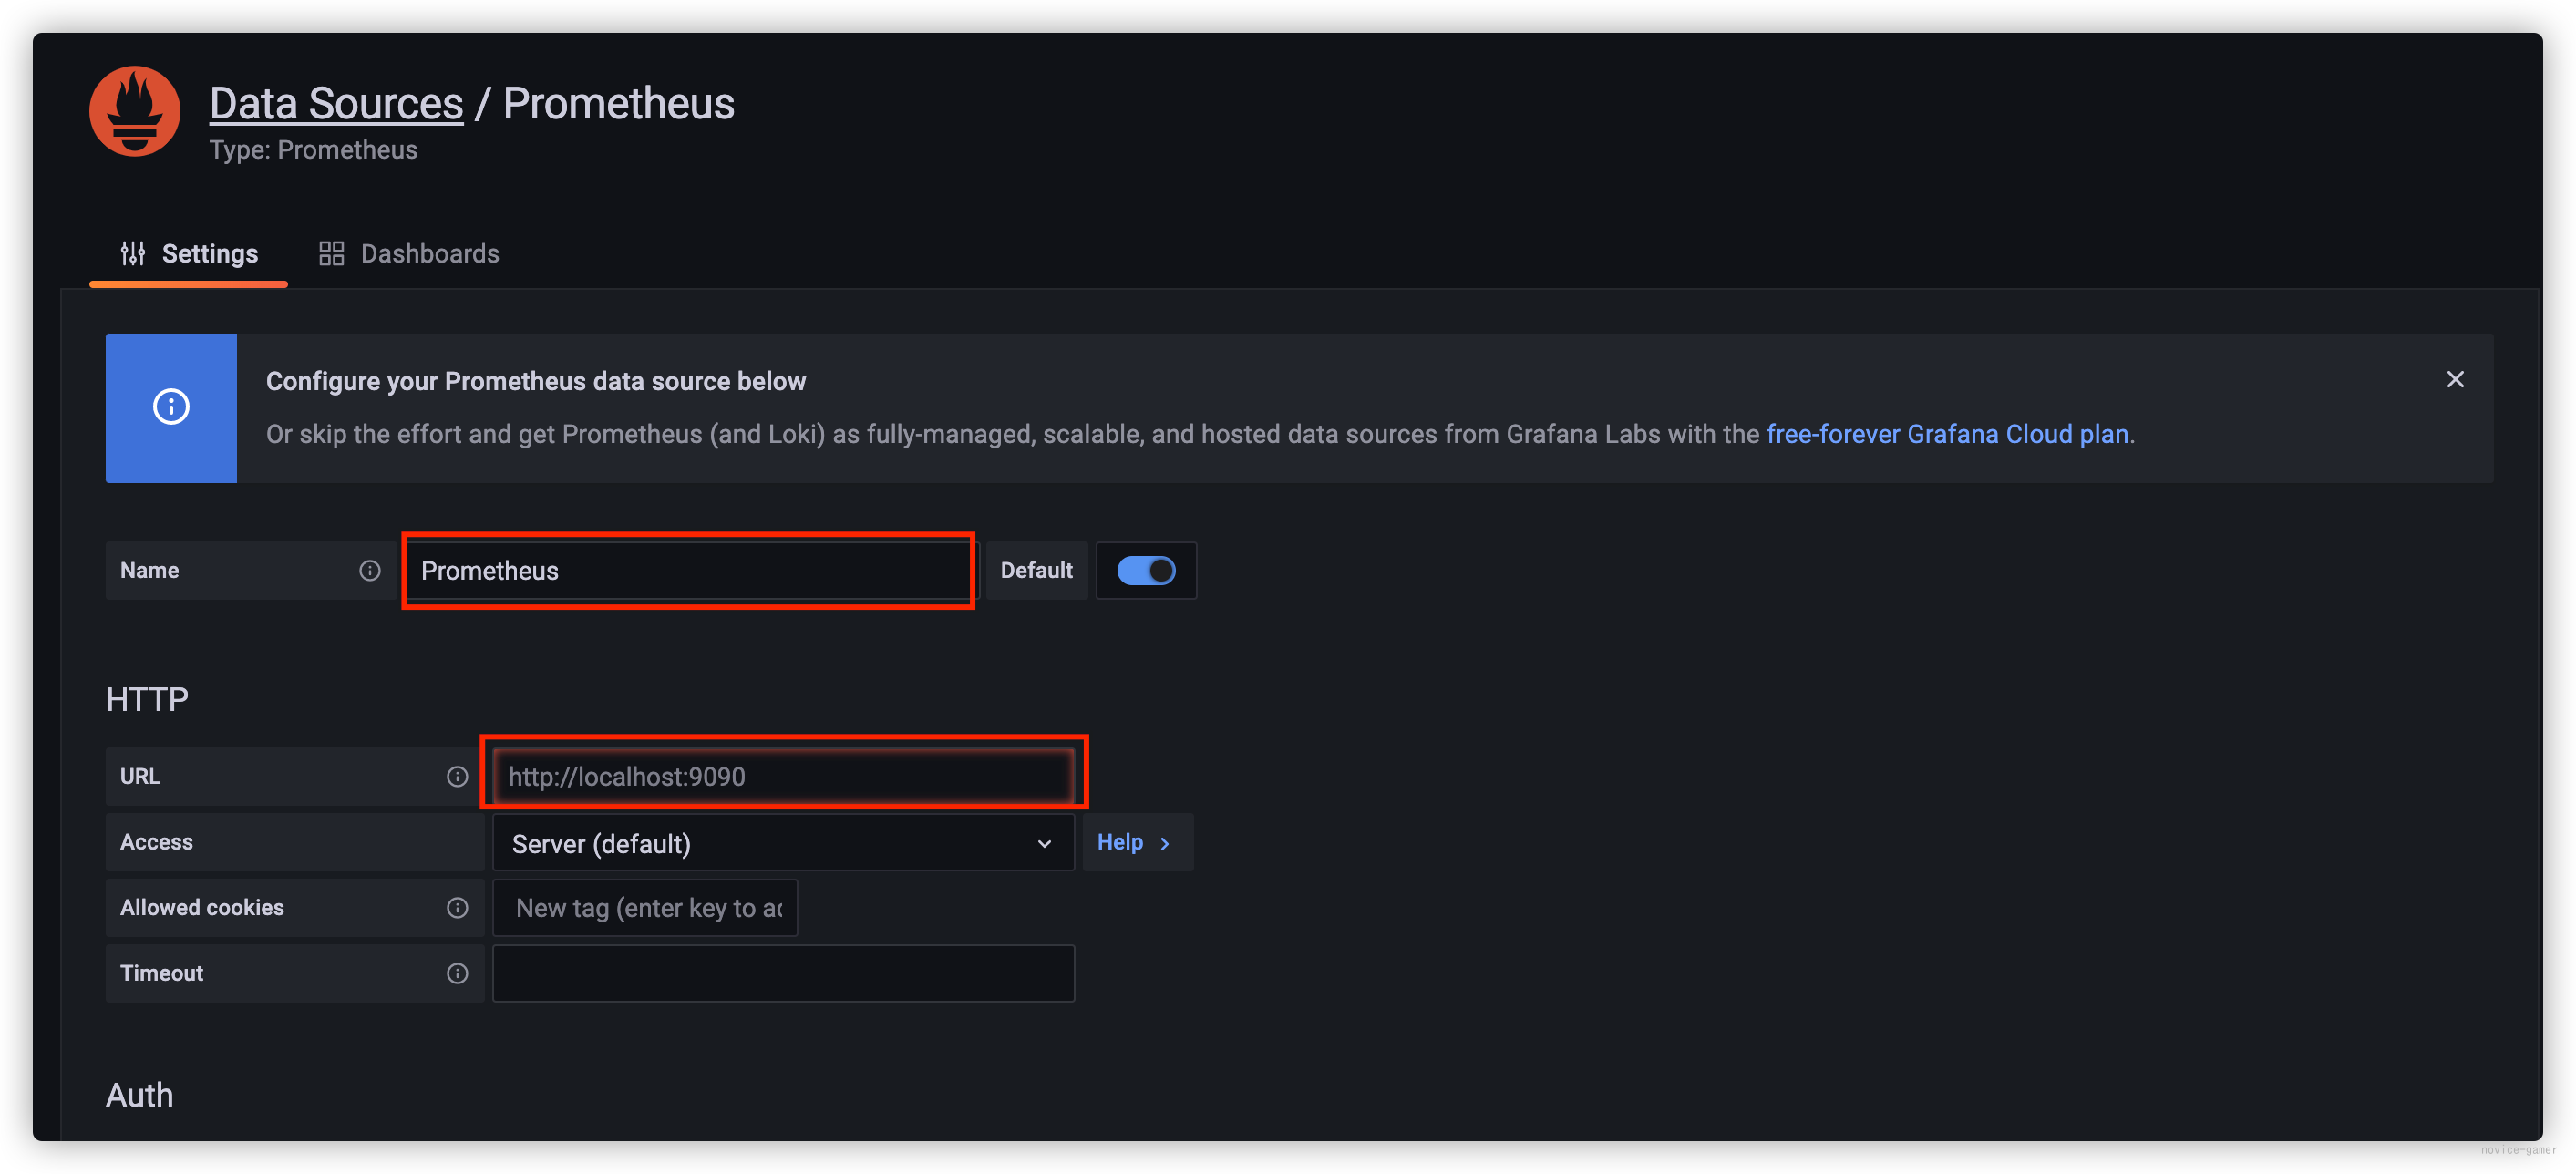 Data Sources / Prometheus
Type: Prometheus
Settings
Dashboards
Configure your Prometheus data source below
Or skip the effort and get Prometheus (and Loki) as fully-managed, scalable, and hosted data sources from Grafana Labs with the free-forever Grafana Cloud plan.
Name
Prometheus
Default
HTTP
URL
http://localhost:9090
Access
Server (default)
Help
Allowed cookies
New tag (enter key to ad
Timeout
Auth
novice-gamer